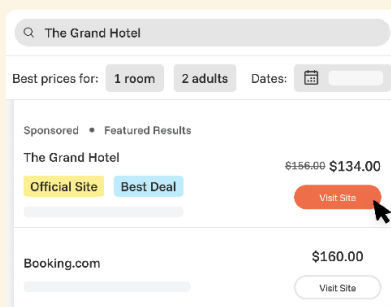 The Grand Hotel
Best prices for: 1 room 2 adults Dates:
Sponsored • Featured Results
The Grand Hotel
$156.00 $134.00
Official Site Best Deal
Visit Site
Booking.com
$160.00
Visit Site